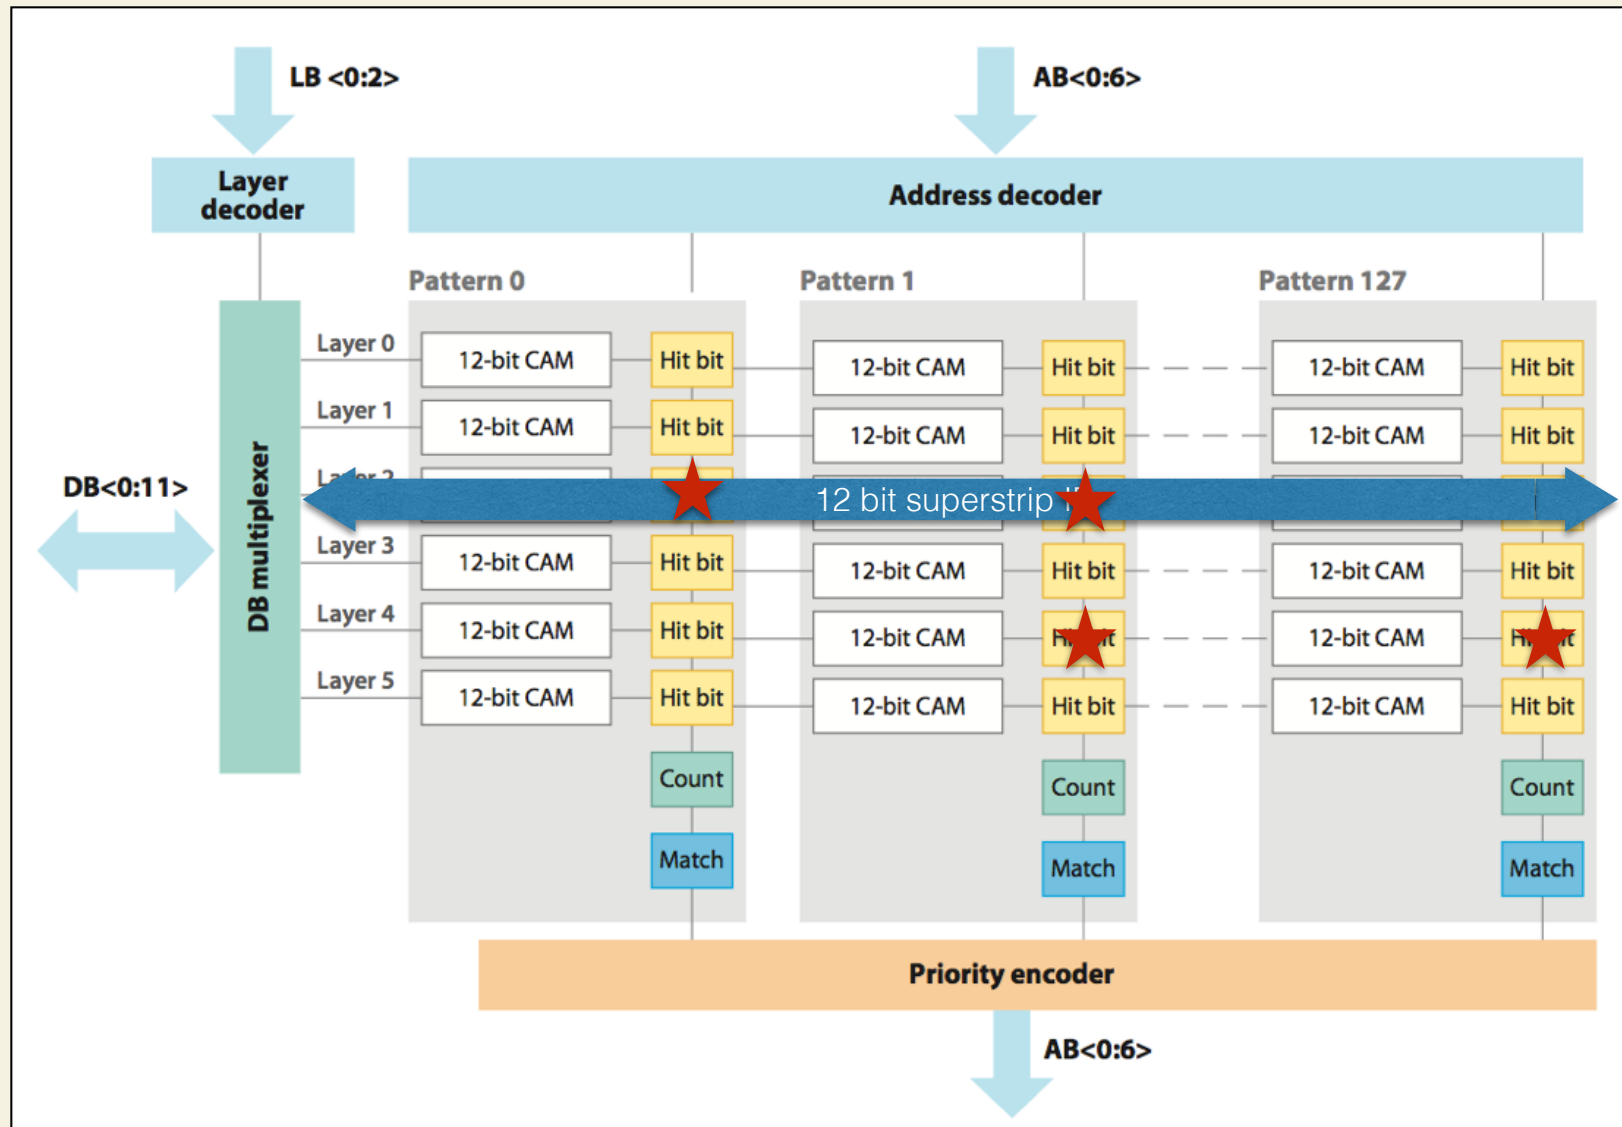 LB <0:2>
AB<0:6>
Layer
decoder
Address decoder
Pattern 0
Pattern 1
Pattern 127
DB<0:11>
DB multiplexer
Layer 0
12-bit CAM
Hit bit
12-bit CAM
Hit bit
12-bit CAM
Hit bit
Layer 1
12-bit CAM
Hit bit
12-bit CAM
Hit bit
12-bit CAM
Hit bit
Layer 2
12 bit superstrip
Layer 3
12-bit CAM
Hit bit
12-bit CAM
Hit bit
12-bit CAM
Hit bit
Layer 4
12-bit CAM
Hit bit
12-bit CAM
12-bit CAM
Layer 5
12-bit CAM
Hit bit
12-bit CAM
Hit bit
12-bit CAM
Hit bit
Count
Count
Count
Match
Match
Match
Priority encoder
AB<0:6>